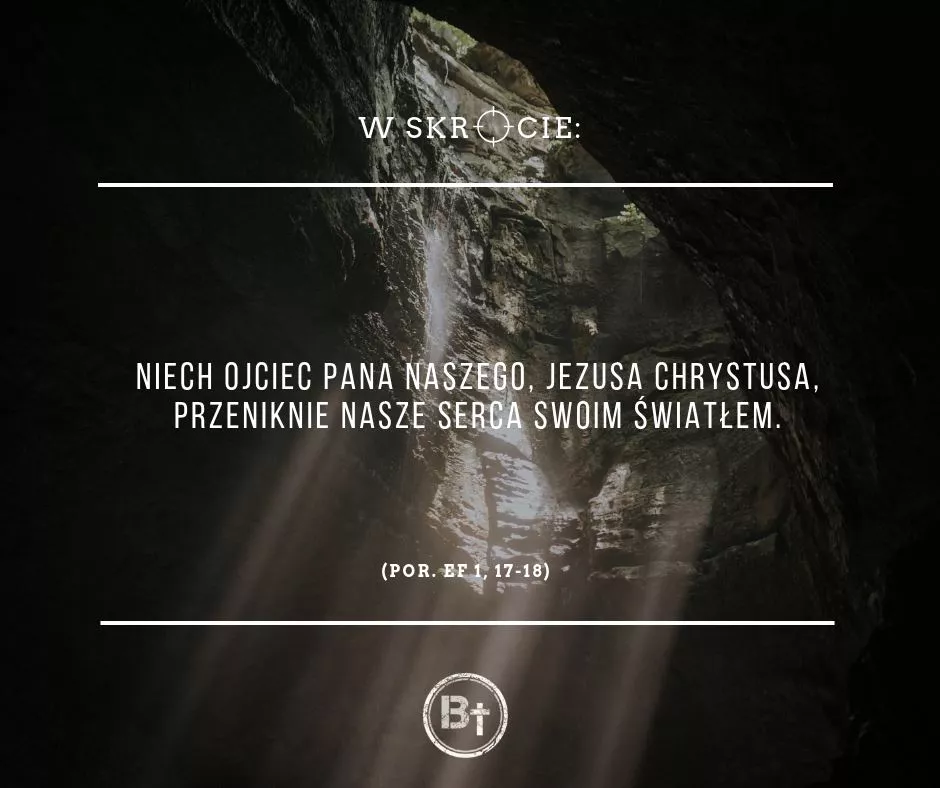 W SKRÓCIE:
NIECH OJCIEC PANA NASZEGO, JEZUSA CHRYSTUSA,
PRZENIKNIE NASZE SERCA SWOIM ŚWIATŁEM.
(POR. EF 1, 17-18)
B†